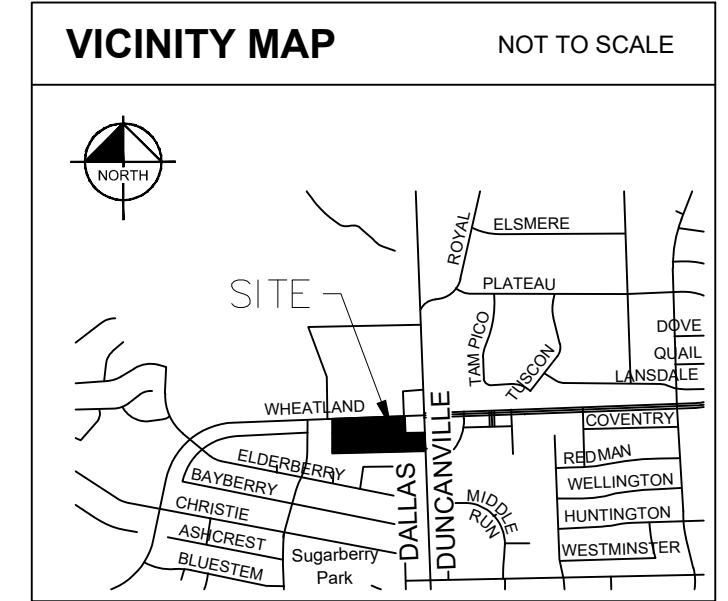 VICINITY MAP
NOT TO SCALE
NORTH
ROYAL
ELSMERE
SITE
PLATEAU
TAM PICO
TUSCON
DOVE
QUAIL
LANSDALE
WHEATLAND
COVENTRY
ELDERBERRY
BAYBERRY
DALLAS
DUNCANVILLE
REDMAN
WELLINGTON
CHRISTIE
MIDDLE
RUN
HUNTINGTON
ASHCREST
BLUESTEM
Sugarberry
Park
WESTMINSTER